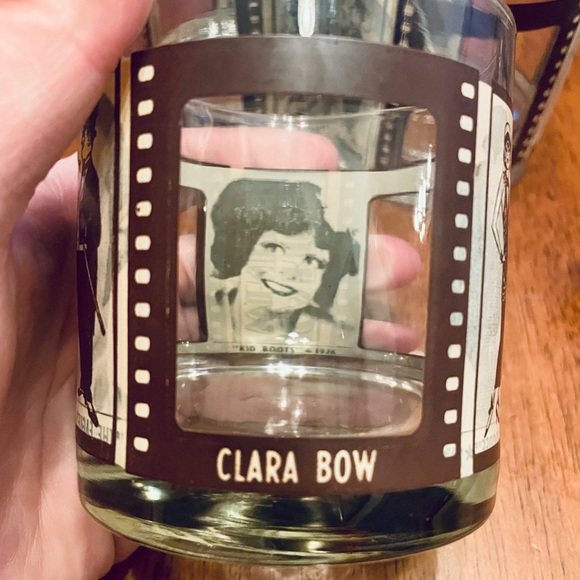 "KID BOOTS" - 1926
CLARA BOW